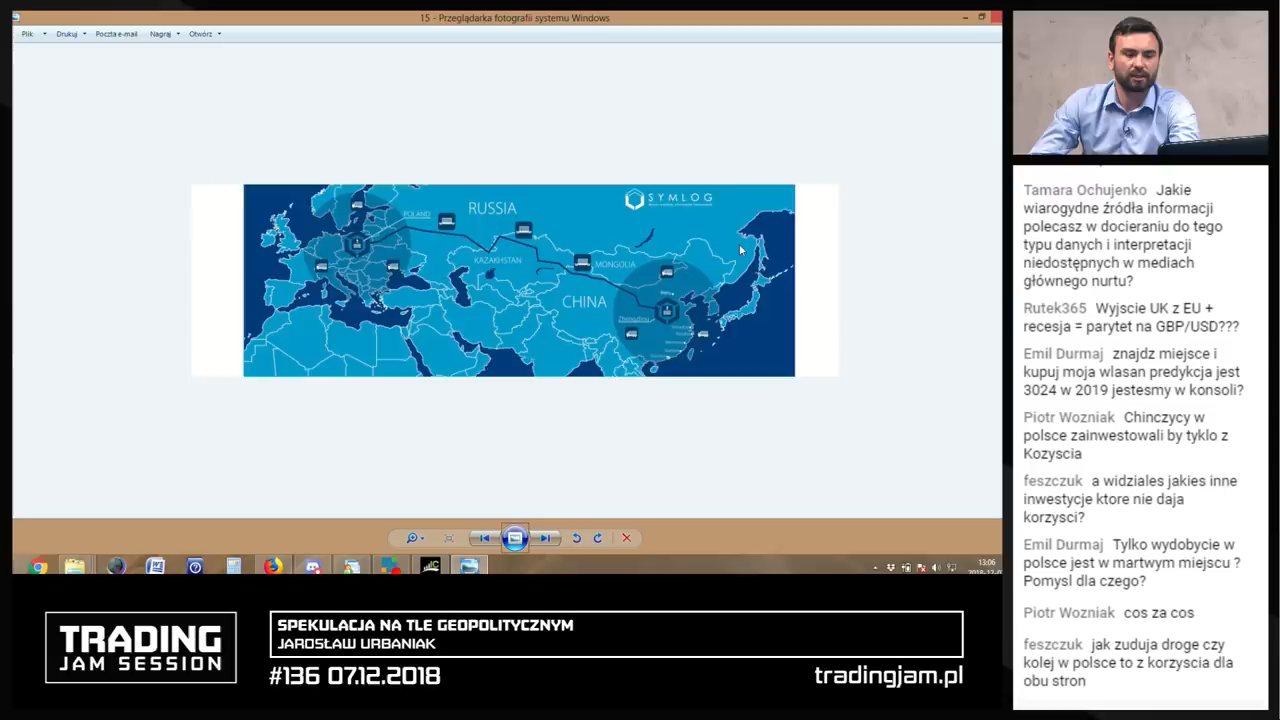 15 - Przeglądarka fotografii systemu Windows
Plik
Drukuj
Poczta e-mail
Nagraj
Otwórz
SYMLOG
POLAND
RUSSIA
KAZAKHSTAN
MONGOLIA
CHINA
Zhengzhou
13:06
Tamara Ochujenko Jakie
wiarogydne źródła informacji
polecasz w docieraniu do tego
typu danych i interpretacji
niedostępnych w mediach
głównego nurtu?
Rutek365 Wyjscie UK z EU +
recesja = parytet na GBP/USD???
Emil Durmaj znajdz miejsce i
kupuj moja wlasan predykcja jest
3024 w 2019 jestesmy w konsoli?
Piotr Wozniak Chinczycy w
polsce zainwestowali by tyklo z
Kozyscia
feszczuk a widziales jakies inne
inwestycje ktore nie daja
korzysci?
Emil Durmaj Tylko wydobycie w
polsce jest w martwym miejscu ?
Pomysl dla czego?
Piotr Wozniak cos za cos
feszczuk jak zuduja droge czy
kolej w polsce to z korzyscia dla
obu stron
TRADING
JAM SESSION
SPEKULACJA NA TLE GEOPOLITYCZNYM
JAROSŁAW URBANIAK
#136 07.12.2018
tradingjam.pl